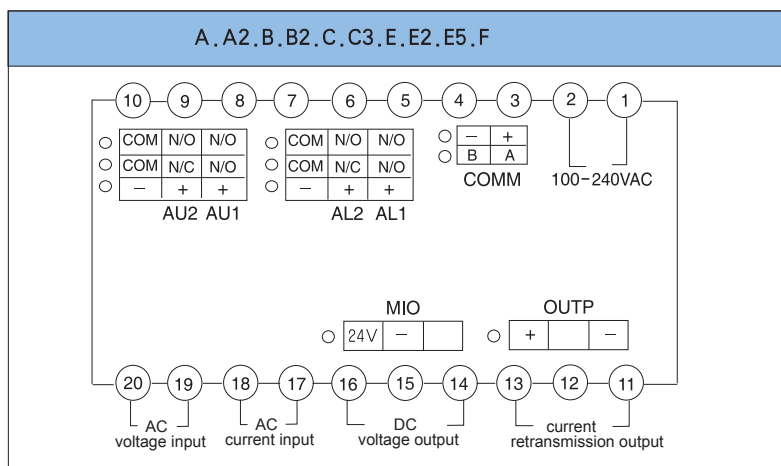 A.A2.B.B2.C.C3.E.E2.E5.F
10 9 8 7 6 5 4 3 2 1
COM N/O N/O
COM N/C N/O
− + +
AU2 AU1
COM N/O N/O
COM N/C N/O
− + +
AL2 AL1
− +
B A
COMM
100-240VAC
MIO
24V −
OUTP
+ −
20 19 18 17 16 15 14 13 12 11
AC
voltage input
AC
current input
DC
voltage output
current
retransmission output